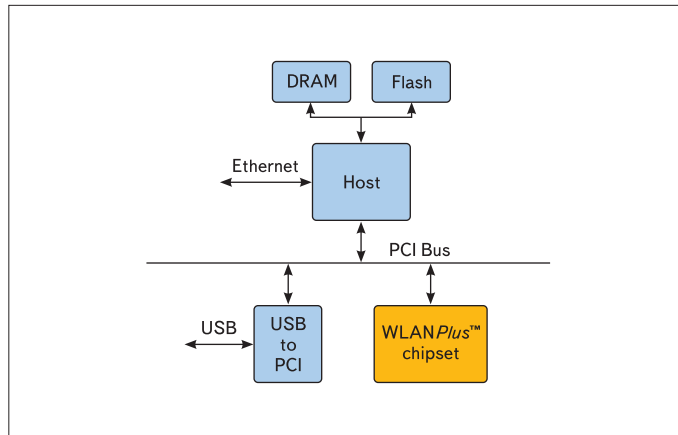 DRAM
Flash
Ethernet
Host
PCI Bus
USB
USB
to
PCI
WLANPlus™
chipset